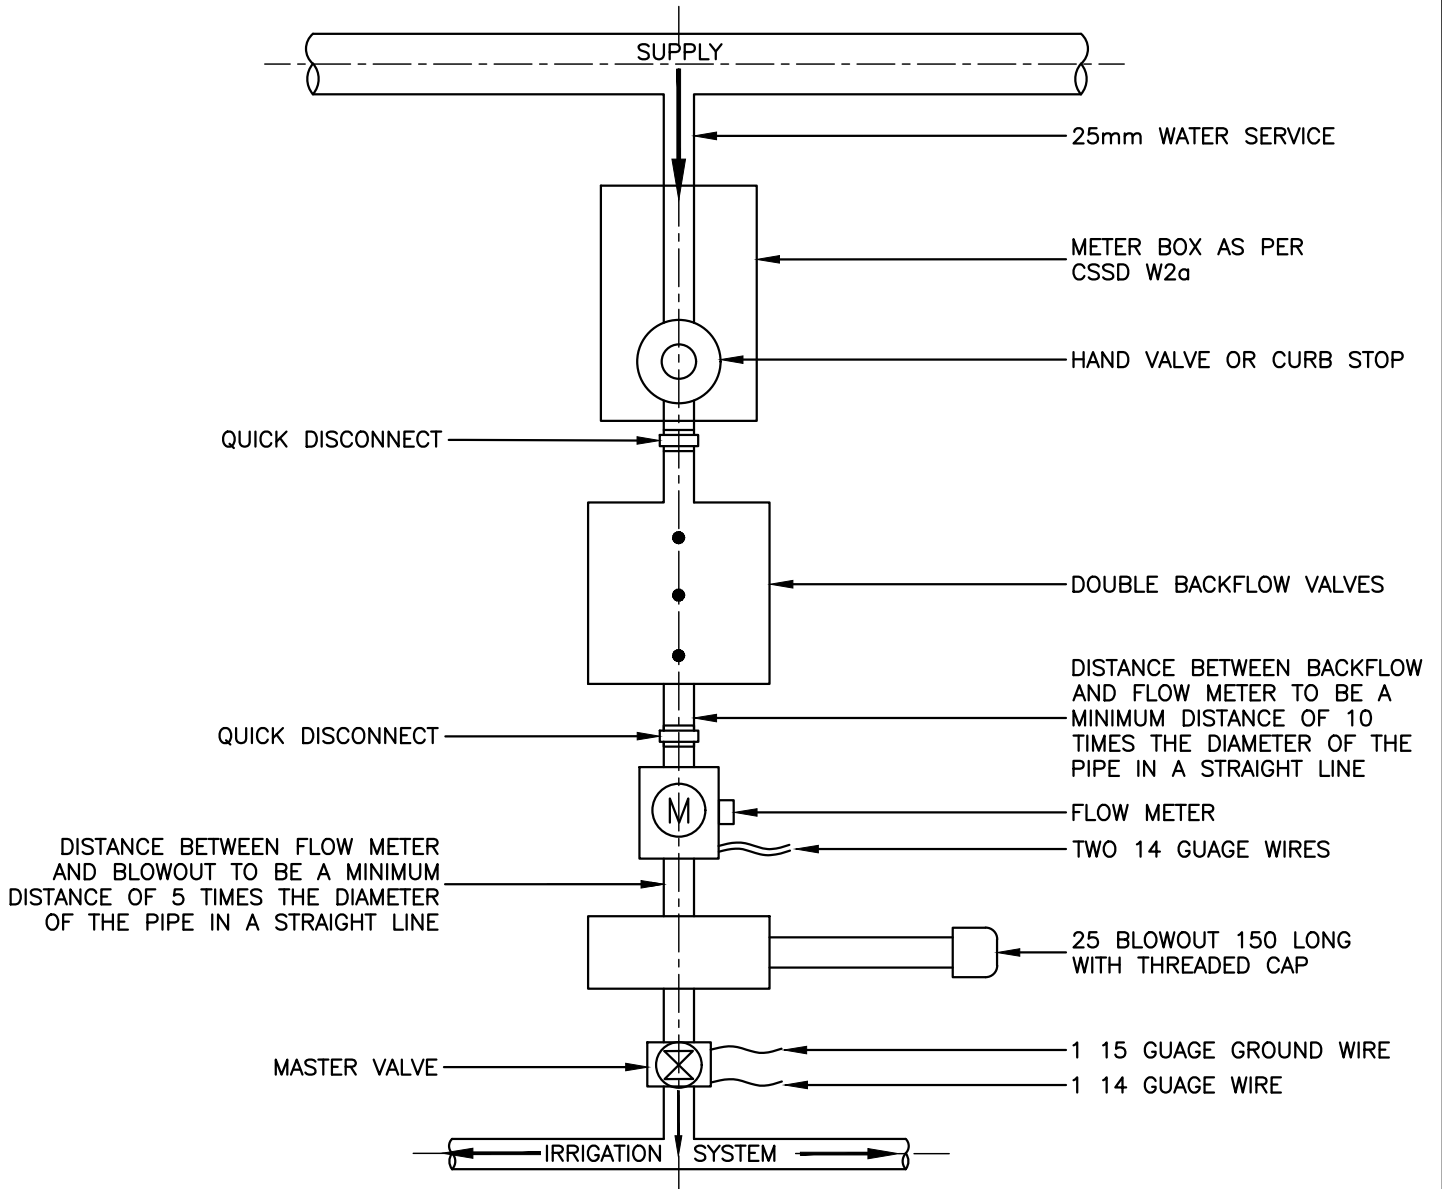 SUPPLY
25mm WATER SERVICE
METER BOX AS PER
CSSD W2a
HAND VALVE OR CURB STOP
QUICK DISCONNECT
DOUBLE BACKFLOW VALVES
DISTANCE BETWEEN BACKFLOW
AND FLOW METER TO BE A
MINIMUM DISTANCE OF 10
TIMES THE DIAMETER OF THE
PIPE IN A STRAIGHT LINE
QUICK DISCONNECT
M
FLOW METER
TWO 14 GUAGE WIRES
DISTANCE BETWEEN FLOW METER
AND BLOWOUT TO BE A MINIMUM
DISTANCE OF 5 TIMES THE DIAMETER
OF THE PIPE IN A STRAIGHT LINE
25 BLOWOUT 150 LONG
WITH THREADED CAP
1 15 GUAGE GROUND WIRE
MASTER VALVE
1 14 GUAGE WIRE
IRRIGATION SYSTEM